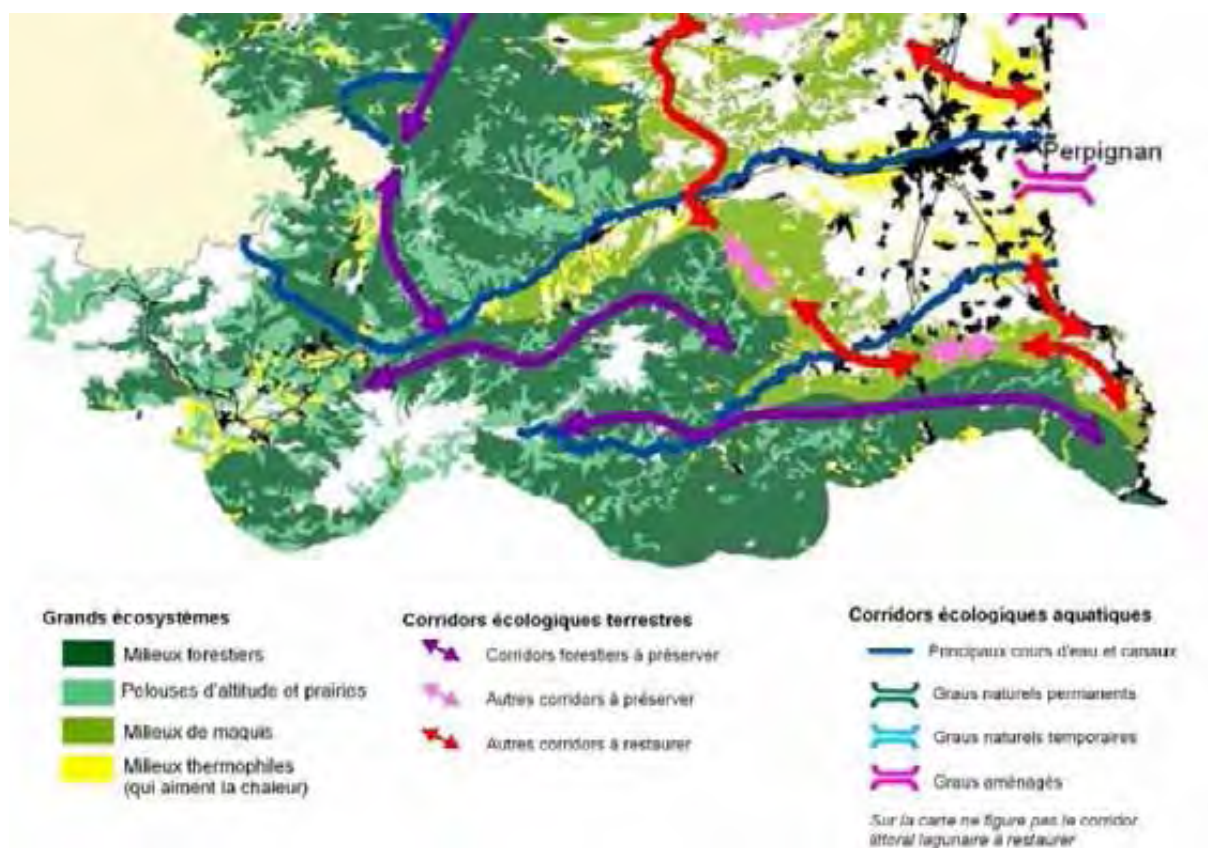 Perpignan
Grands écosystèmes
Milieux forestiers
Pelouses d'altitude et prairies
Milieux de maquis
Milieux thermophiles
(qui aiment la chaleur)
Corridors écologiques terrestres
Corridors forestiers à préserver
Autres corridors à préserver
Autres corridors à restaurer
Corridors écologiques aquatiques
Principaux cours d'eau et canaux
Graus naturels permanents
Graus naturels temporaires
Graus aménagés
Sur la carte ne figure pas le corridor
littoral lagunaire à restaurer